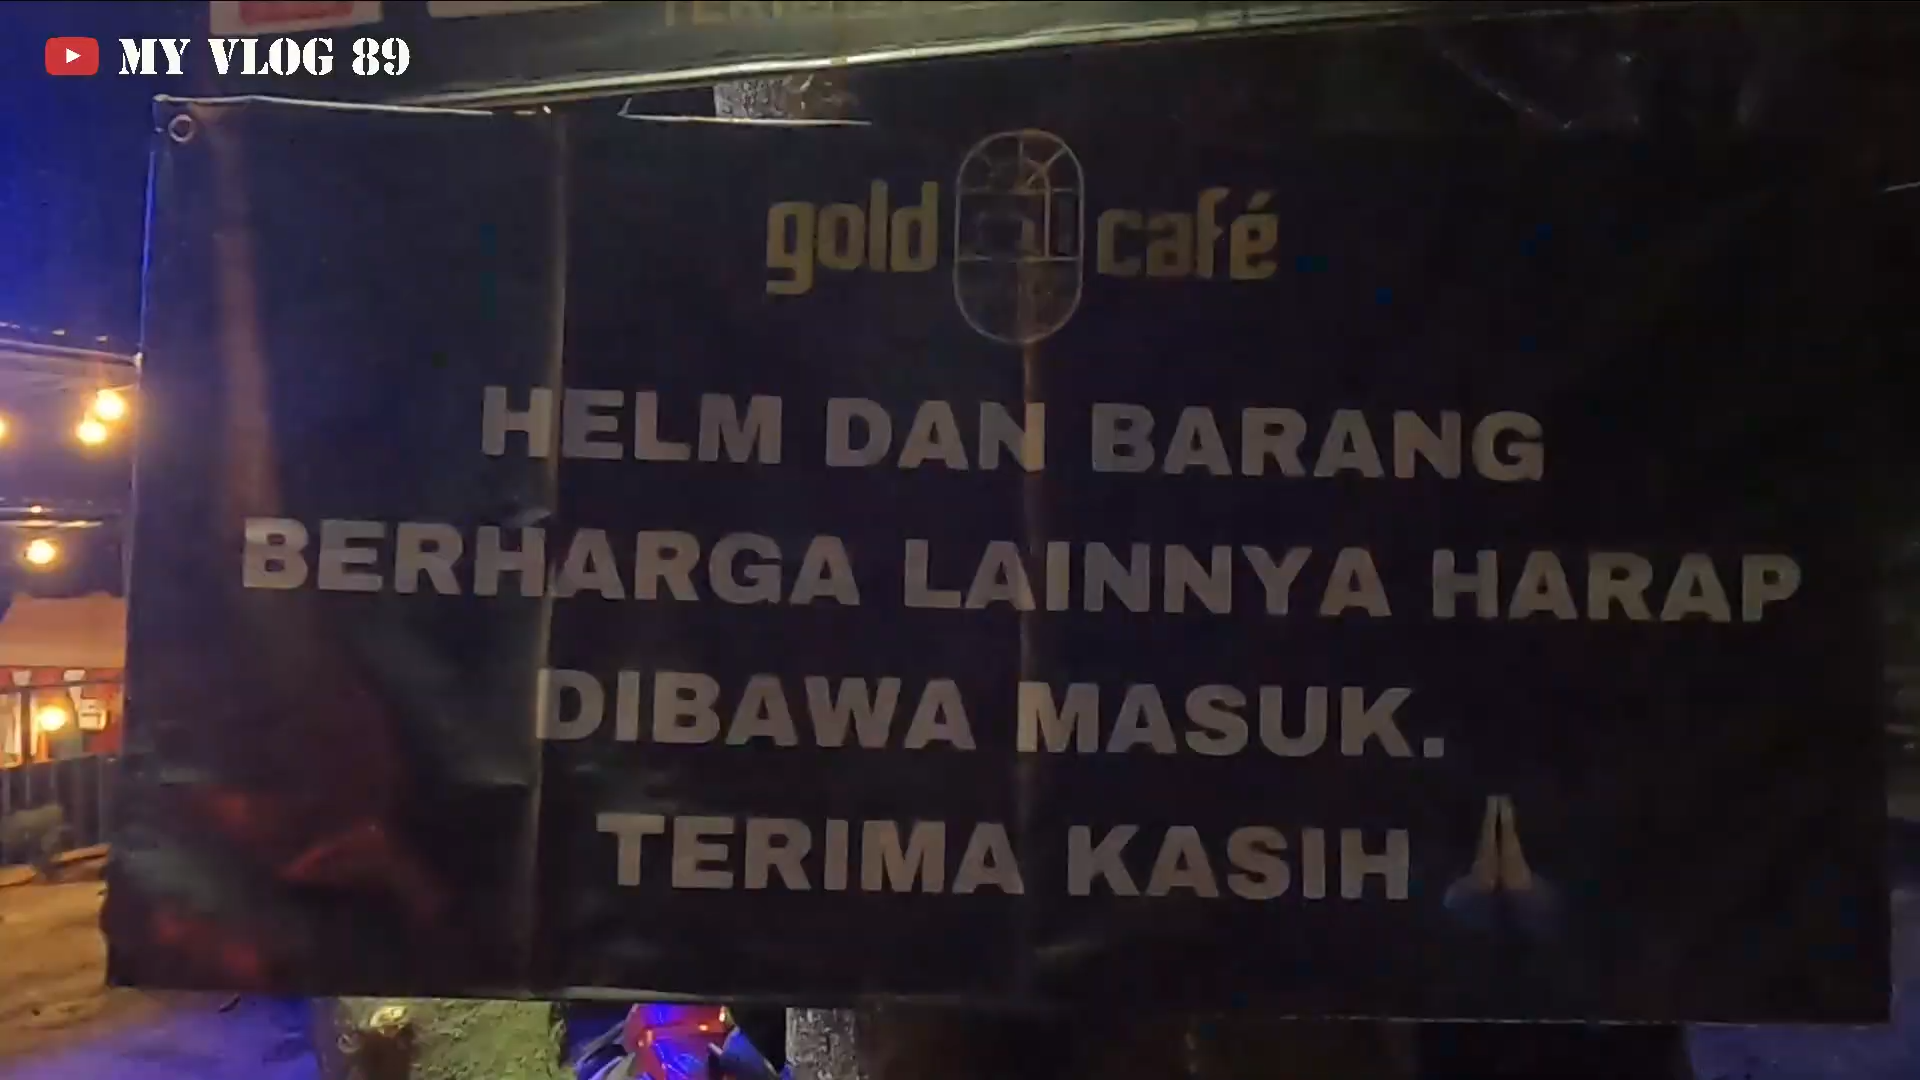 MY VLOG 89
gold café
HELM DAN BARANG
BERHARGA LAINNYA HARAP
DIBAWA MASUK.
TERIMA KASIH 🙏